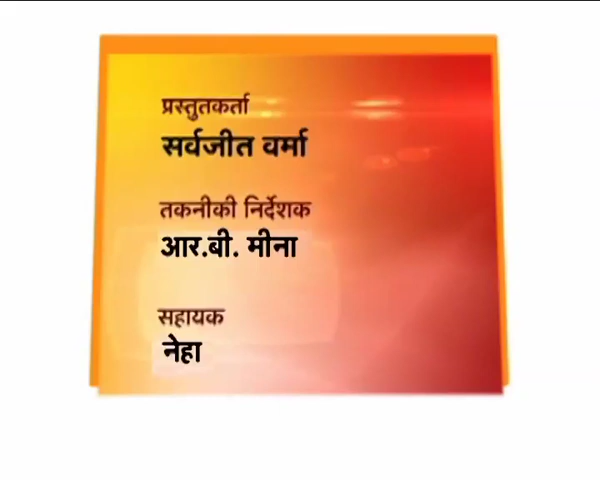 प्रस्तुतकर्ता
सर्वजीत वर्मा
तकनीकी निर्देशक
आर.बी. मीना
सहायक
नेहा